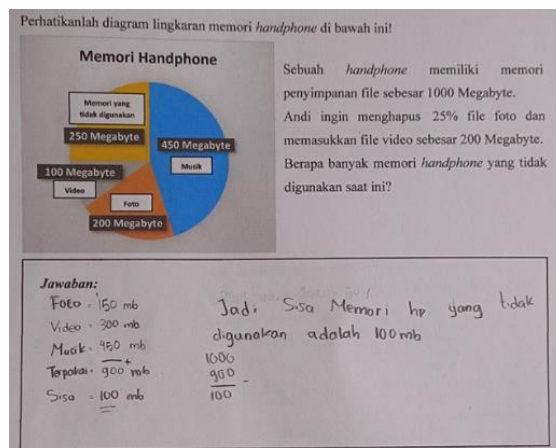 Perhatikanlah diagram lingkaran memori handphone di bawah ini!
Memori Handphone
Memori yang
tidak digunakan
250 Megabyte
450 Megabyte
Musik
100 Megabyte
Video
Foto
200 Megabyte
Sebuah handphone memiliki memori
penyimpanan file sebesar 1000 Megabyte.
Andi ingin menghapus 25% file foto dan
memasukkan file video sebesar 200 Megabyte.
Berapa banyak memori handphone yang tidak
digunakan saat ini?
Jawaban:
Foto = 150 mb
Video = 300 mb
Musik = 450 mb
+
Terpakai = 900 mb
Sisa = 100 mb
Jadi Sisa Memori hp yang tidak
digunakan adalah 100 mb
1000
900
-
100